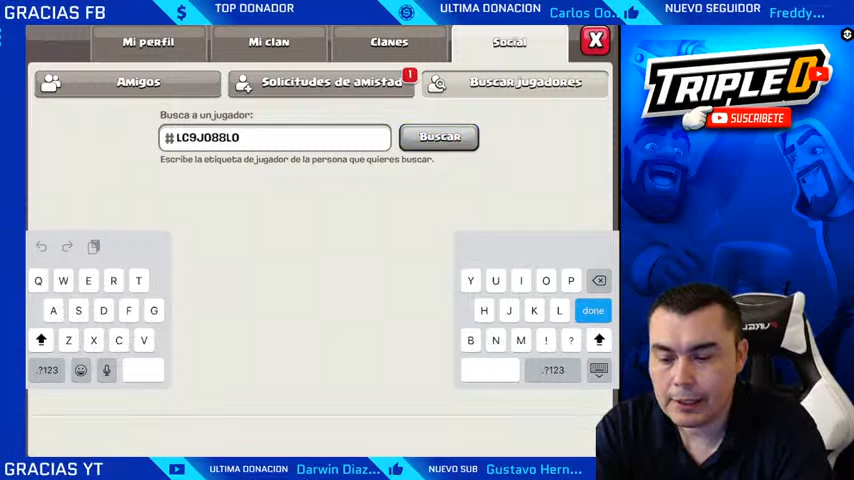 GRACIAS FB
TOP DONADOR
ULTIMA DONACION
Carlos Oo...
NUEVO SEGUIDOR
Freddy...
Mi perfil
Mi clan
Clanes
Social
X
Amigos
Solicitudes de amistad
1
Buscar jugadores
Busca a un jugador:
#LC9J088L0
Buscar
Escribe la etiqueta de jugador de la persona que quieres buscar.
TRIPLEO
SUSCRIBETE
Q W E R T
Y U I O P
A S D F G
H J K L done
Z X C V
B N M ! ?
.?123
.?123
GRACIAS YT
ULTIMA DONACION
Darwin Diaz...
NUEVO SUB
Gustavo Hern...